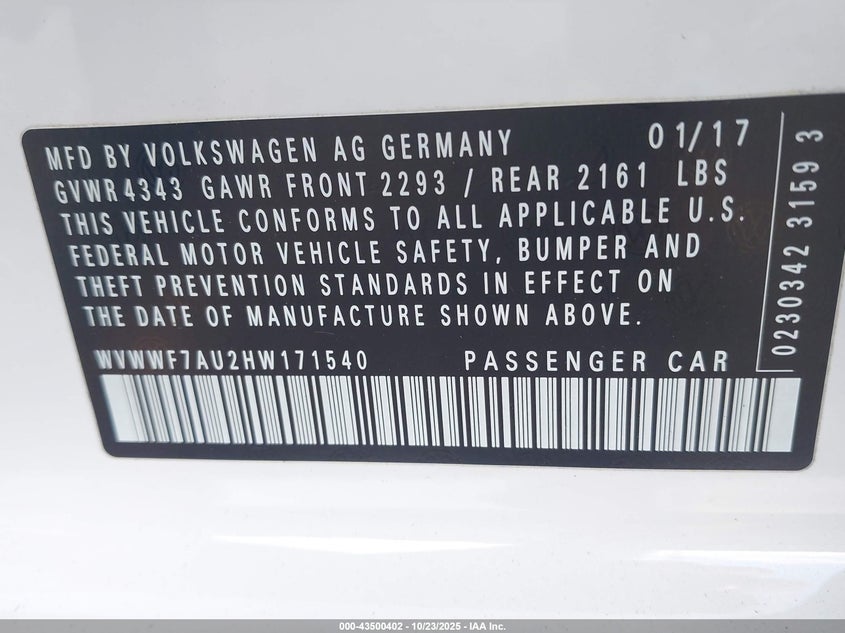 MFD BY VOLKSWAGEN AG GERMANY 01/17
GVWR 4343 GAWR FRONT 2293 / REAR 2161 LBS
THIS VEHICLE CONFORMS TO ALL APPLICABLE U.S.
FEDERAL MOTOR VEHICLE SAFETY, BUMPER AND
THEFT PREVENTION STANDARDS IN EFFECT ON
THE DATE OF MANUFACTURE SHOWN ABOVE.
WVWWF7AU2HW171540 PASSENGER CAR
0230342 3159 3
000-43500402 - 10/23/2025 - IAA Inc.